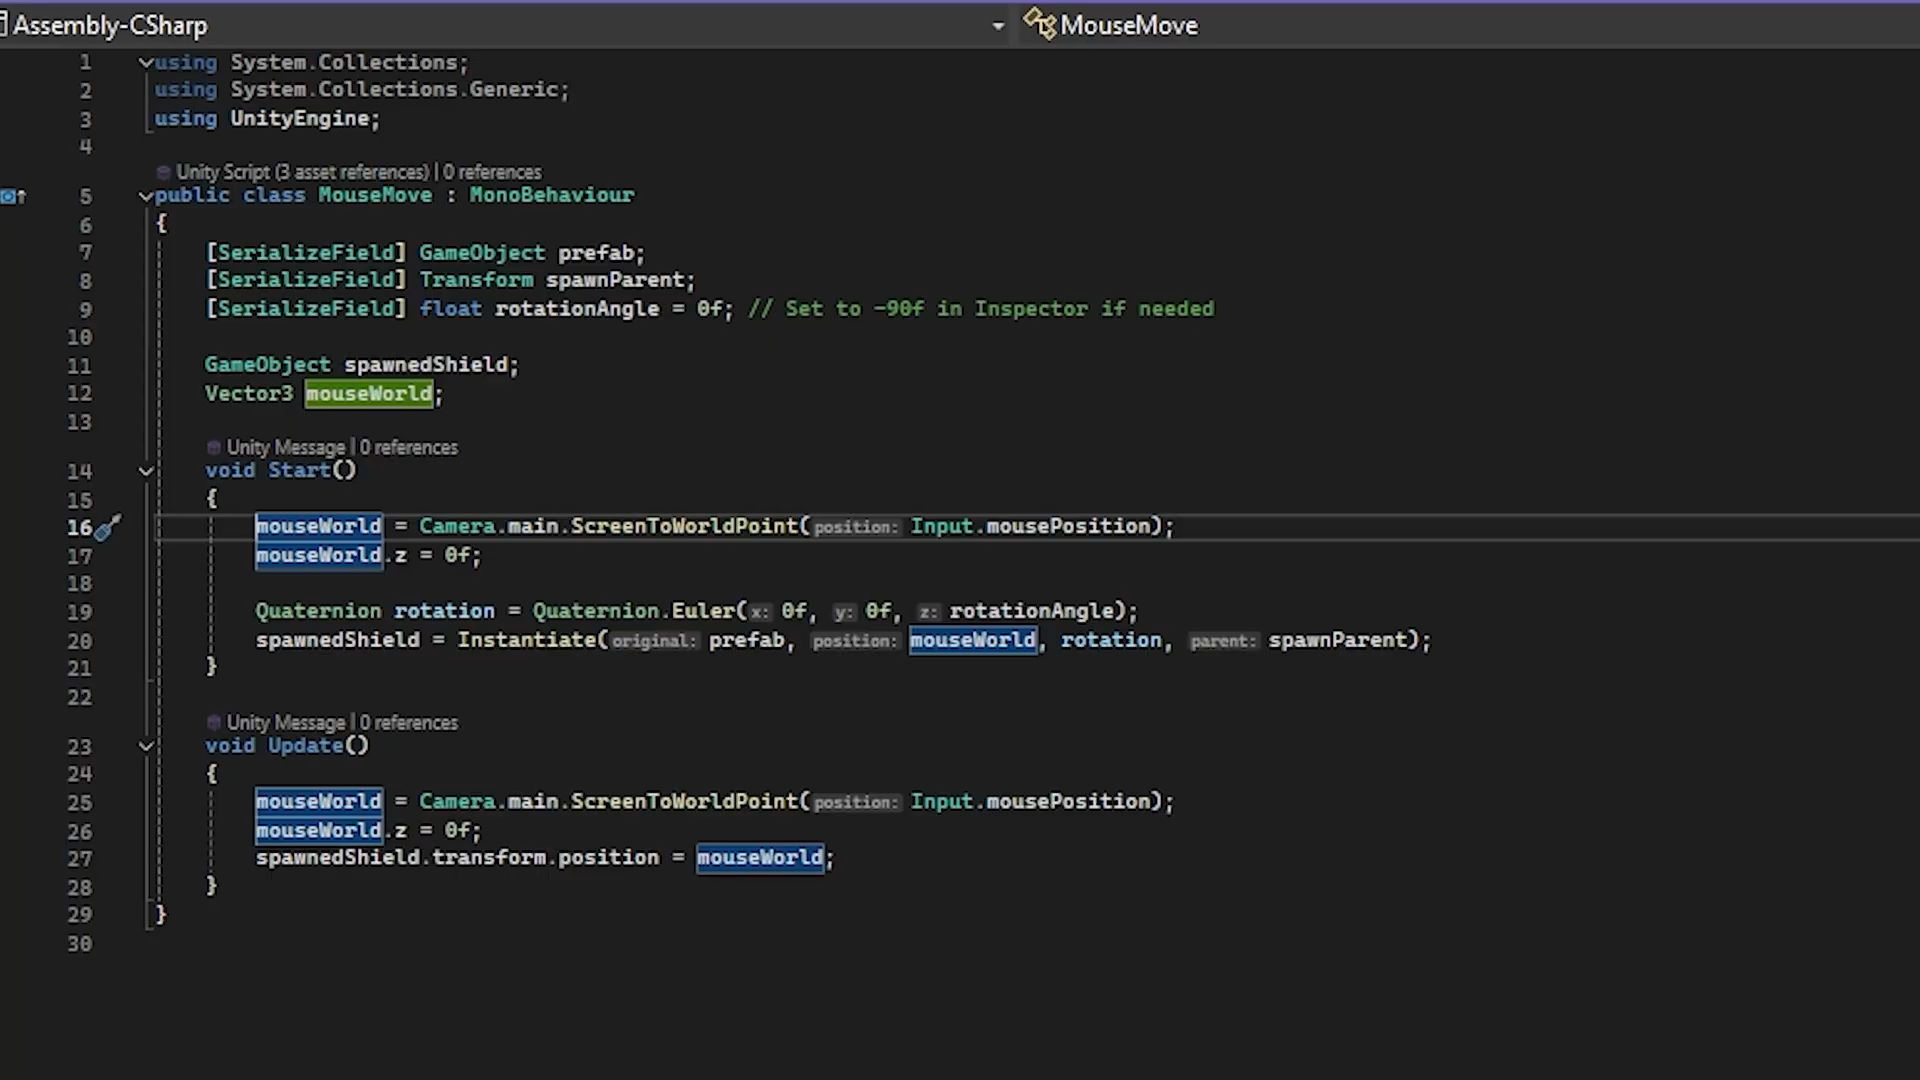 Assembly-CSharp MouseMove
1 using System.Collections;
2 using System.Collections.Generic;
3 using UnityEngine;
4
Unity Script (3 asset references) | 0 references
5 public class MouseMove : MonoBehaviour
6 {
7 [SerializeField] GameObject prefab;
8 [SerializeField] Transform spawnParent;
9 [SerializeField] float rotationAngle = 0f; // Set to -90f in Inspector if needed
10
11 GameObject spawnedShield;
12 Vector3 mouseWorld;
13
Unity Message | 0 references
14 void Start()
15 {
16 mouseWorld = Camera.main.ScreenToWorldPoint(position: Input.mousePosition);
17 mouseWorld.z = 0f;
18
19 Quaternion rotation = Quaternion.Euler(x: 0f, y: 0f, z: rotationAngle);
20 spawnedShield = Instantiate(original: prefab, position: mouseWorld, rotation, parent: spawnParent);
21 }
22
Unity Message | 0 references
23 void Update()
24 {
25 mouseWorld = Camera.main.ScreenToWorldPoint(position: Input.mousePosition);
26 mouseWorld.z = 0f;
27 spawnedShield.transform.position = mouseWorld;
28 }
29 }
30